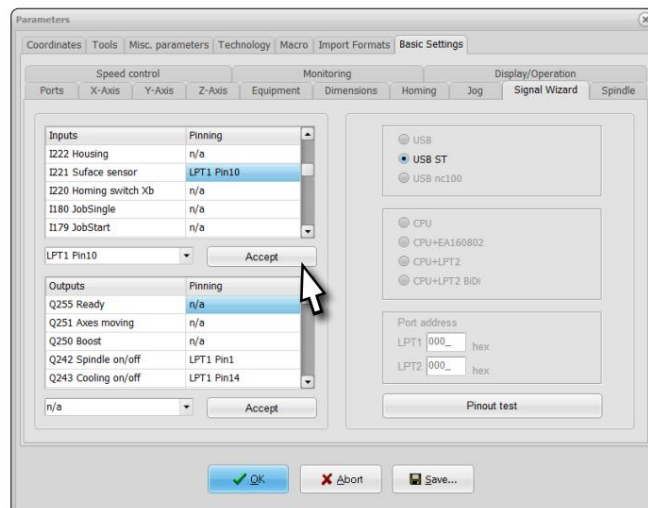 Parameters
Coordinates Tools Misc. parameters Technology Macro Import Formats Basic Settings
Speed control Monitoring Display/Operation
Ports X-Axis Y-Axis Z-Axis Equipment Dimensions Homing Jog Signal Wizard Spindle
Inputs Pinning
I222 Housing n/a
I221 Suface sensor LPT1 Pin10
I220 Homing switch Xb n/a
I180 JobSingle n/a
I179 JobStart n/a
LPT1 Pin10 Accept
Outputs Pinning
Q255 Ready n/a
Q251 Axes moving n/a
Q250 Boost n/a
Q242 Spindle on/off LPT1 Pin1
Q243 Cooling on/off LPT1 Pin14
n/a Accept
USB
USB ST
USB nc100
CPU
CPU+EA160802
CPU+LPT2
CPU+LPT2 BiDi
Port address
LPT1 000_ hex
LPT2 000_ hex
Pinout test
OK Abort Save...